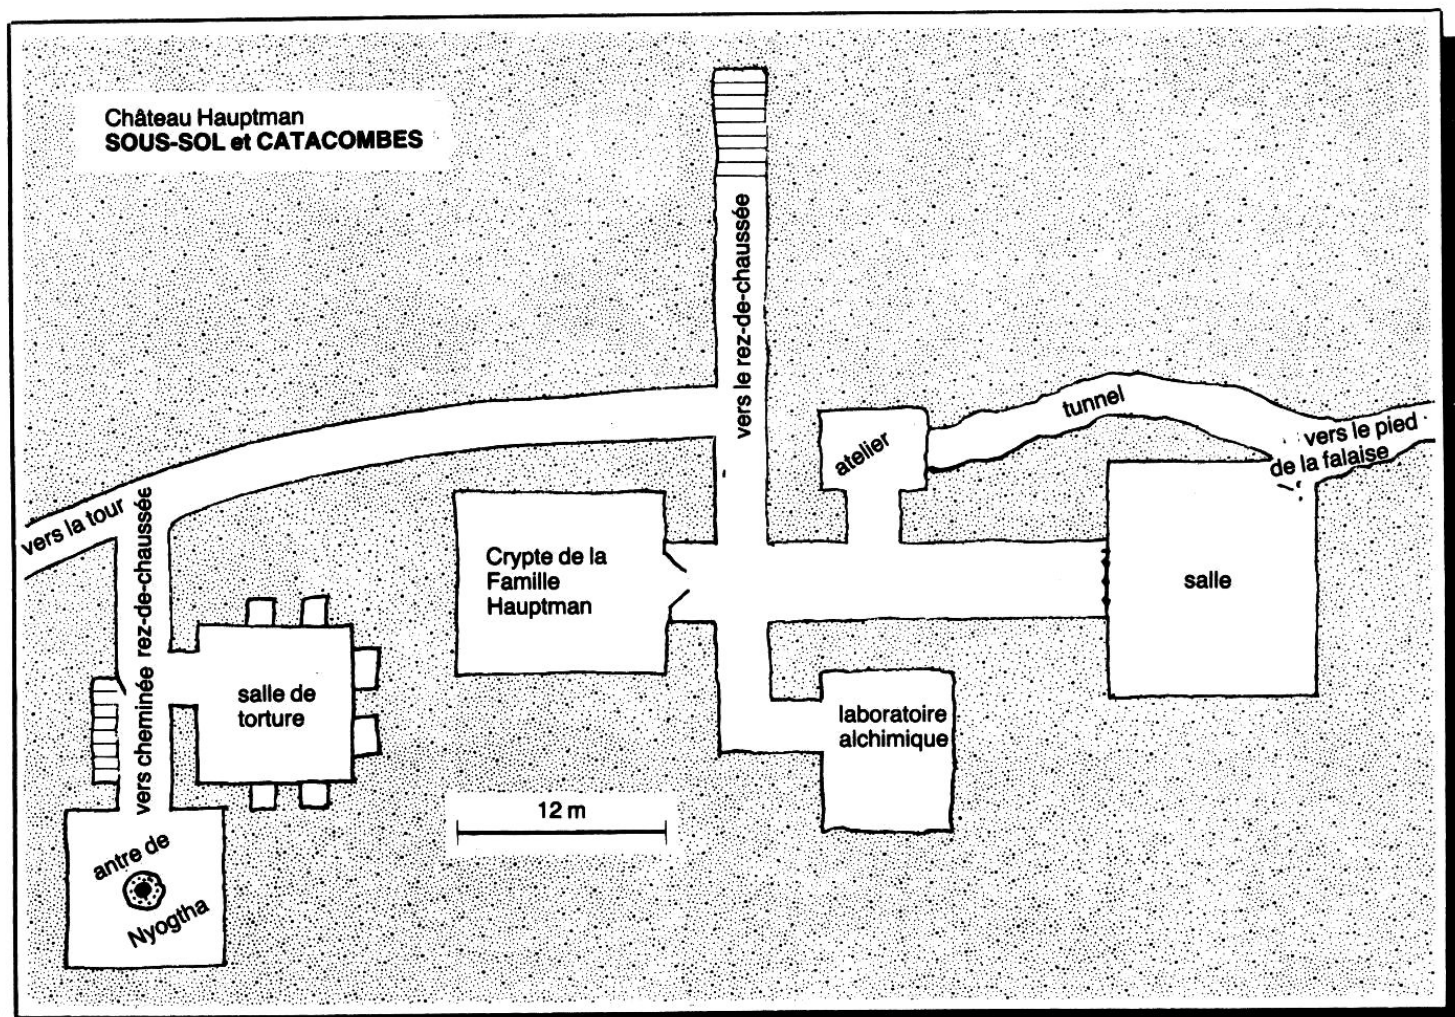 Château Hauptman
SOUS-SOL et CATACOMBES
vers le rez-de-chaussée
tunnel
vers le pied
de la falaise
atelier
vers la tour
vers cheminée rez-de-chaussée
Crypte de la
Famille
Hauptman
salle
salle de
torture
laboratoire
alchimique
12 m
antre de
Nyogtha